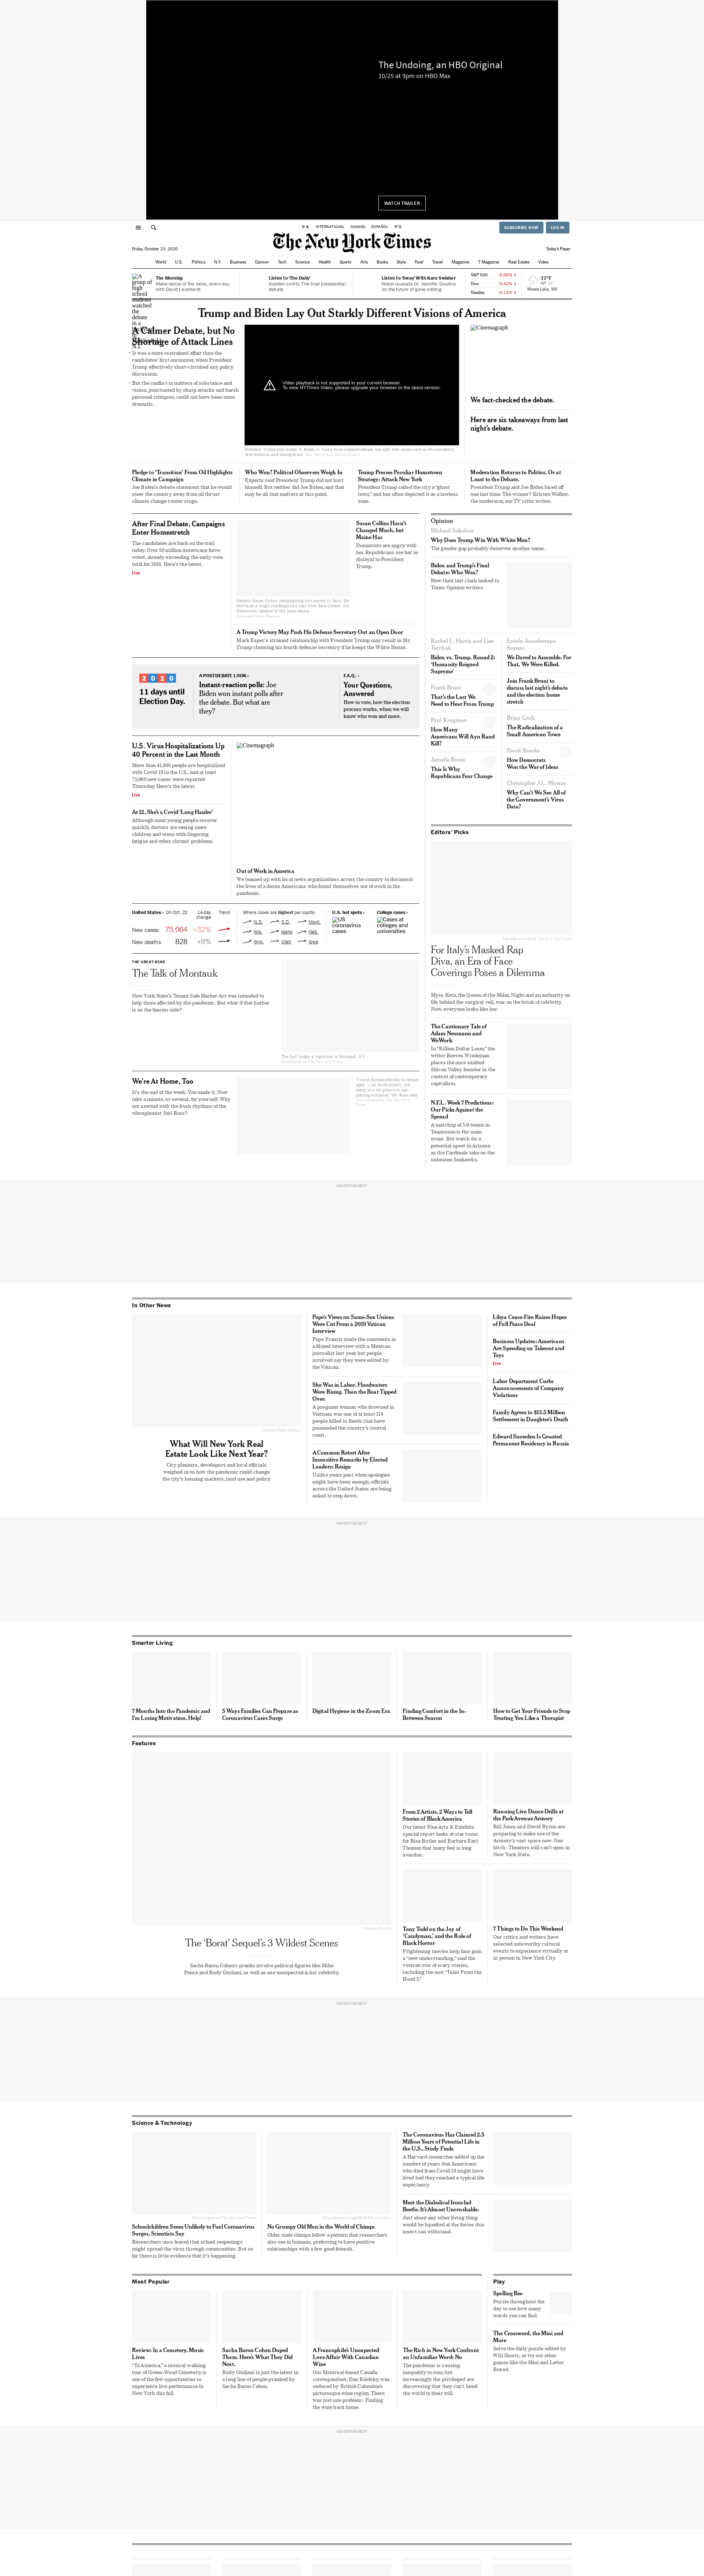 The Undoing, an HBO Original
10/25 at 9pm on HBO Max
WATCH TRAILER
U.S. INTERNATIONAL CANADA ESPAÑOL 中文
SUBSCRIBE NOW LOG IN
The New York Times
Friday, October 23, 2020
Today's Paper
World U.S. Politics N.Y. Business Opinion Tech Science Health Sports Arts Books Style Food Travel Magazine T Magazine Real Estate Video
The Morning
Make sense of the news, every day, with David Leonhardt.
Listen to 'The Daily'
Sudden civility: The final presidential debate.
Listen to 'Sway' With Kara Swisher
Nobel laureate Dr. Jennifer Doudna on the future of gene editing.
S&P 500 -0.05%
Dow -0.42%
Nasdaq -0.13%
37°F
Moses Lake, WA
Trump and Biden Lay Out Starkly Different Visions of America
A Calmer Debate, but No
Shortage of Attack Lines
It was a more restrained affair than the
candidates' first encounter, when President
Trump effectively short-circuited any policy
discussion.
But the conflict in matters of substance and
vision, punctuated by sharp attacks and harsh
personal critiques, could not have been more
dramatic.
Video playback is not supported in your current browser.
To view NYTimes Video, please upgrade your browser to the latest version.
Cinemagraph
We fact-checked the debate.
Here are six takeaways from last
night's debate.
Pledge to 'Transition' From Oil Highlights
Climate in Campaign
Joe Biden's debate statement that he would
steer the country away from oil thrust
climate change center stage.
Who Won? Political Observers Weigh In
Experts said President Trump did not hurt
himself. But neither did Joe Biden, and that
may be all that matters at this point.
Trump Presses Peculiar Hometown
Strategy: Attack New York
President Trump called the city a "ghost
town," and has often depicted it as a lawless
zone.
Moderation Returns to Politics. Or at
Least to the Debate.
President Trump and Joe Biden faced off
one last time. The winner? Kristen Welker,
the moderator, our TV critic writes.
After Final Debate, Campaigns
Enter Homestretch
The candidates are back on the trail
today. Over 50 million Americans have
voted, already exceeding the early-vote
total for 2016. Here's the latest.
Live
Susan Collins Hasn't
Changed Much, but
Maine Has
Democrats are angry with
her. Republicans see her as
disloyal to President
Trump.
A Trump Victory May Push His Defense Secretary Out an Open Door
Mark Esper's strained relationship with President Trump may result in Mr.
Trump choosing his fourth defense secretary if he keeps the White House.
2020
11 days until
Election Day.
A POSTDEBATE LOOK ›
Instant-reaction polls: Joe
Biden won instant polls after
the debate. But what are
they?
F.A.Q. ›
Your Questions,
Answered
How to vote, how the election
process works, when we will
know who won and more.
U.S. Virus Hospitalizations Up
40 Percent in the Last Month
More than 41,000 people are hospitalized
with Covid-19 in the U.S., and at least
75,000 new cases were reported
Thursday. Here's the latest.
Live
At 12, She's a Covid 'Long Hauler'
Although most young people recover
quickly, doctors are seeing more
children and teens with lingering
fatigue and other chronic problems.
Cinemagraph
Out of Work in America
We teamed up with local news organizations across the country to document
the lives of a dozen Americans who found themselves out of work in the
pandemic.
United States › On Oct. 22 14-day change Trend
New cases 75,064 +32%
New deaths 828 +9%
Where cases are highest per capita
N.D. S.D. Mont.
Wis. Idaho Neb.
Wyo. Utah Iowa
U.S. hot spots ›
US coronavirus cases
College cases ›
Cases at colleges and universities
THE GREAT READ
The Talk of Montauk
New York State's Tenant Safe Harbor Act was intended to
help those affected by the pandemic. But what if that harbor
is on the fancier side?
The Surf Lodge, a nightclub in Montauk, N.Y.
We're At Home, Too
It's the end of the week. You made it. Now
take a minute, or several, for yourself. Why
not unwind with the fresh rhythms of the
vibraphonist Joel Ross?
Opinion
Michael Sokolove
Why Does Trump Win With White Men?
The gender gap probably deserves another name.
Biden and Trump's Final
Debate: Who Won?
How their last clash looked to
Times Opinion writers.
Rachel L. Harris and Lisa
Tarchak
Biden vs. Trump, Round 2:
'Humanity Reigned
Supreme'
Frank Bruni
That's the Last We
Need to Hear From Trump
Paul Krugman
How Many
Americans Will Ayn Rand
Kill?
Jamelle Bouie
This Is Why
Republicans Fear Change
We Dared to Assemble. For
That, We Were Killed.
Join Frank Bruni to
discuss last night's debate
and the election home
stretch
The Radicalization of a
Small American Town
David Brooks
How Democrats
Won the War of Ideas
Christopher J.L. Murray
Why Can't We See All of
the Government's Virus
Data?
Editors' Picks
For Italy's Masked Rap
Diva, an Era of Face
Coverings Poses a Dilemma
Myss Keta, the Queen of the Milan Night and an authority on
life behind the surgical veil, was on the brink of celebrity.
Now, everyone looks like her.
The Cautionary Tale of
Adam Neumann and
WeWork
In "Billion Dollar Loser," the
writer Reeves Wiedeman
places the once exalted
Silicon Valley founder in the
context of contemporary
capitalism.
N.F.L. Week 7 Predictions:
Our Picks Against the
Spread
A matchup of 5-0 teams in
Tennessee is the main
event. But watch for a
potential upset in Arizona
as the Cardinals take on the
unbeaten Seahawks.
ADVERTISEMENT
In Other News
What Will New York Real
Estate Look Like Next Year?
City planners, developers and local officials
weighed in on how the pandemic could change
the city's housing markets, land use and policy.
Pope's Views on Same-Sex Unions
Were Cut From a 2019 Vatican
Interview
Pope Francis made the comments in
a filmed interview with a Mexican
journalist last year, but people
involved say they were edited by
the Vatican.
She Was in Labor. Floodwaters
Were Rising. Then the Boat Tipped
Over.
A pregnant woman who drowned in
Vietnam was one of at least 114
people killed in floods that have
pummeled the country's central
coast.
A Common Retort After
Insensitive Remarks by Elected
Leaders: Resign
Unlike years past when apologies
might have been enough, officials
across the United States are being
asked to step down.
Libya Cease-Fire Raises Hopes
of Full Peace Deal
Business Updates: Americans
Are Spending on Takeout and
Toys
Live
Labor Department Curbs
Announcements of Company
Violations
Family Agrees to $13.5 Million
Settlement in Daughter's Death
Edward Snowden Is Granted
Permanent Residency in Russia
ADVERTISEMENT
Smarter Living
7 Months Into the Pandemic and
I'm Losing Motivation. Help!
5 Ways Families Can Prepare as
Coronavirus Cases Surge
Digital Hygiene in the Zoom Era
Finding Comfort in the In-
Between Season
How to Get Your Friends to Stop
Treating You Like a Therapist
Features
The 'Borat' Sequel's 3 Wildest Scenes
Sacha Baron Cohen's pranks involve political figures like Mike
Pence and Rudy Giuliani, as well as one unexpected A-list celebrity.
From 2 Artists, 2 Ways to Tell
Stories of Black America
Our latest Fine Arts & Exhibits
special report looks at star turns
for Bisa Butler and Barbara Earl
Thomas that many feel is long
overdue.
Running Live Dance Drills at
the Park Avenue Armory
Bill Jones and David Byrne are
preparing to make use of the
Armory's vast space now. One
hitch: Theaters still can't open in
New York State.
Tony Todd on the Joy of
'Candyman,' and the Role of
Black Horror
Frightening movies help fans gain
a "new understanding," said the
veteran star of scary stories,
including the new "Tales From the
Hood 3."
7 Things to Do This Weekend
Our critics and writers have
selected noteworthy cultural
events to experience virtually or
in person in New York City.
ADVERTISEMENT
Science & Technology
Schoolchildren Seem Unlikely to Fuel Coronavirus
Surges, Scientists Say
Researchers once feared that school reopenings
might spread the virus through communities. But so
far there is little evidence that it's happening.
No Grumpy Old Men in the World of Chimps
Older male chimps follow a pattern that researchers
also see in humans, preferring to have positive
relationships with a few good friends.
The Coronavirus Has Claimed 2.5
Million Years of Potential Life in
the U.S., Study Finds
A Harvard researcher added up the
number of years that Americans
who died from Covid-19 might have
lived had they reached a typical life
expectancy.
Meet the Diabolical Ironclad
Beetle. It's Almost Uncrushable.
Just about any other living thing
would be liquefied at the forces this
insect can withstand.
Most Popular
Review: In a Cemetery, Music
Lives
"To America," a musical walking
tour of Green-Wood Cemetery, is
one of the few opportunities to
experience live performance in
New York this fall.
Sacha Baron Cohen Duped
Them. Here's What They Did
Next.
Rudy Giuliani is just the latest in
a long line of people pranked by
Sacha Baron Cohen.
A Francophile's Unexpected
Love Affair With Canadian
Wine
Our Montreal-based Canada
correspondent, Dan Bilefsky, was
seduced by British Columbia's
picturesque wine region. There
was just one problem: Finding
the wine back home.
The Rich in New York Confront
an Unfamiliar Word: No
The pandemic is causing
inequality to soar, but
increasingly the privileged are
discovering that they can't bend
the world to their will.
Play
Spelling Bee
Puzzle throughout the
day to see how many
words you can find.
The Crossword, the Mini and
More
Solve the daily puzzle edited by
Will Shortz, or try out other
games like the Mini and Letter
Boxed.
ADVERTISEMENT